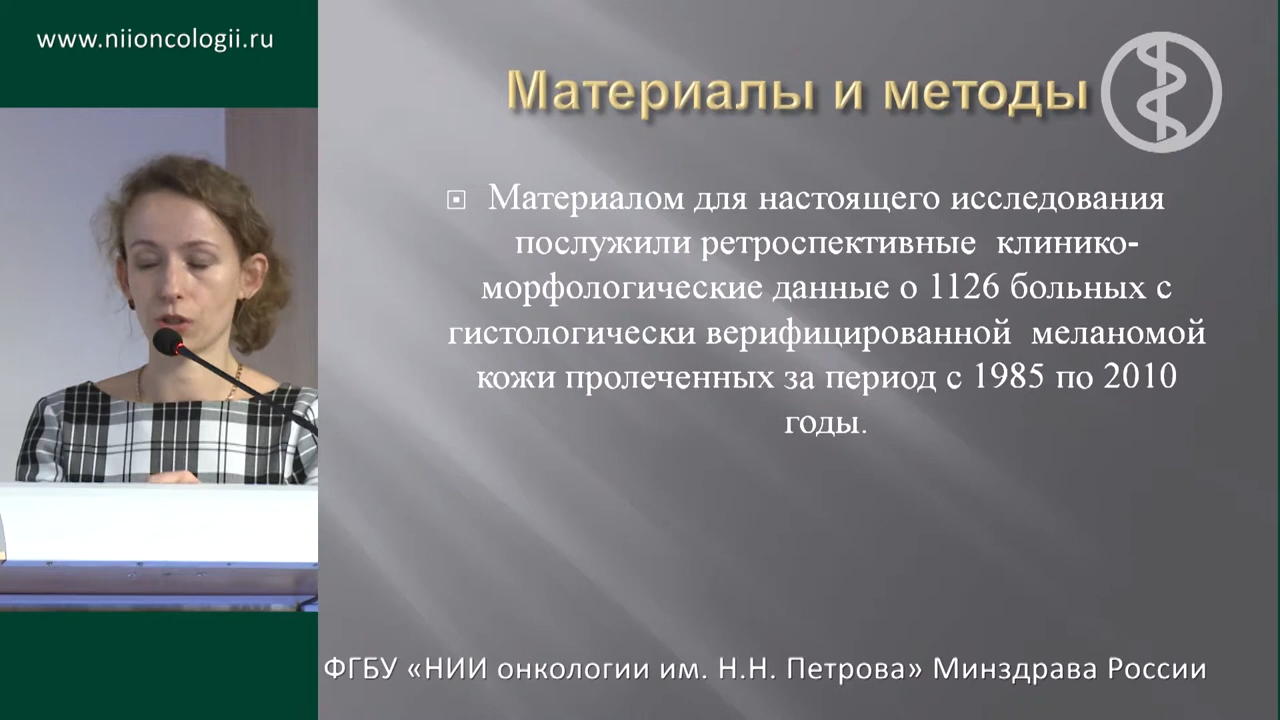 www.niioncologii.ru
Материалы и методы
Материалом для настоящего исследования
послужили ретроспективные клинико-
морфологические данные о 1126 больных с
гистологически верифицированной меланомой
кожи пролеченных за период с 1985 по 2010
годы.
ФГБУ «НИИ онкологии им. Н.Н. Петрова» Минздрава России